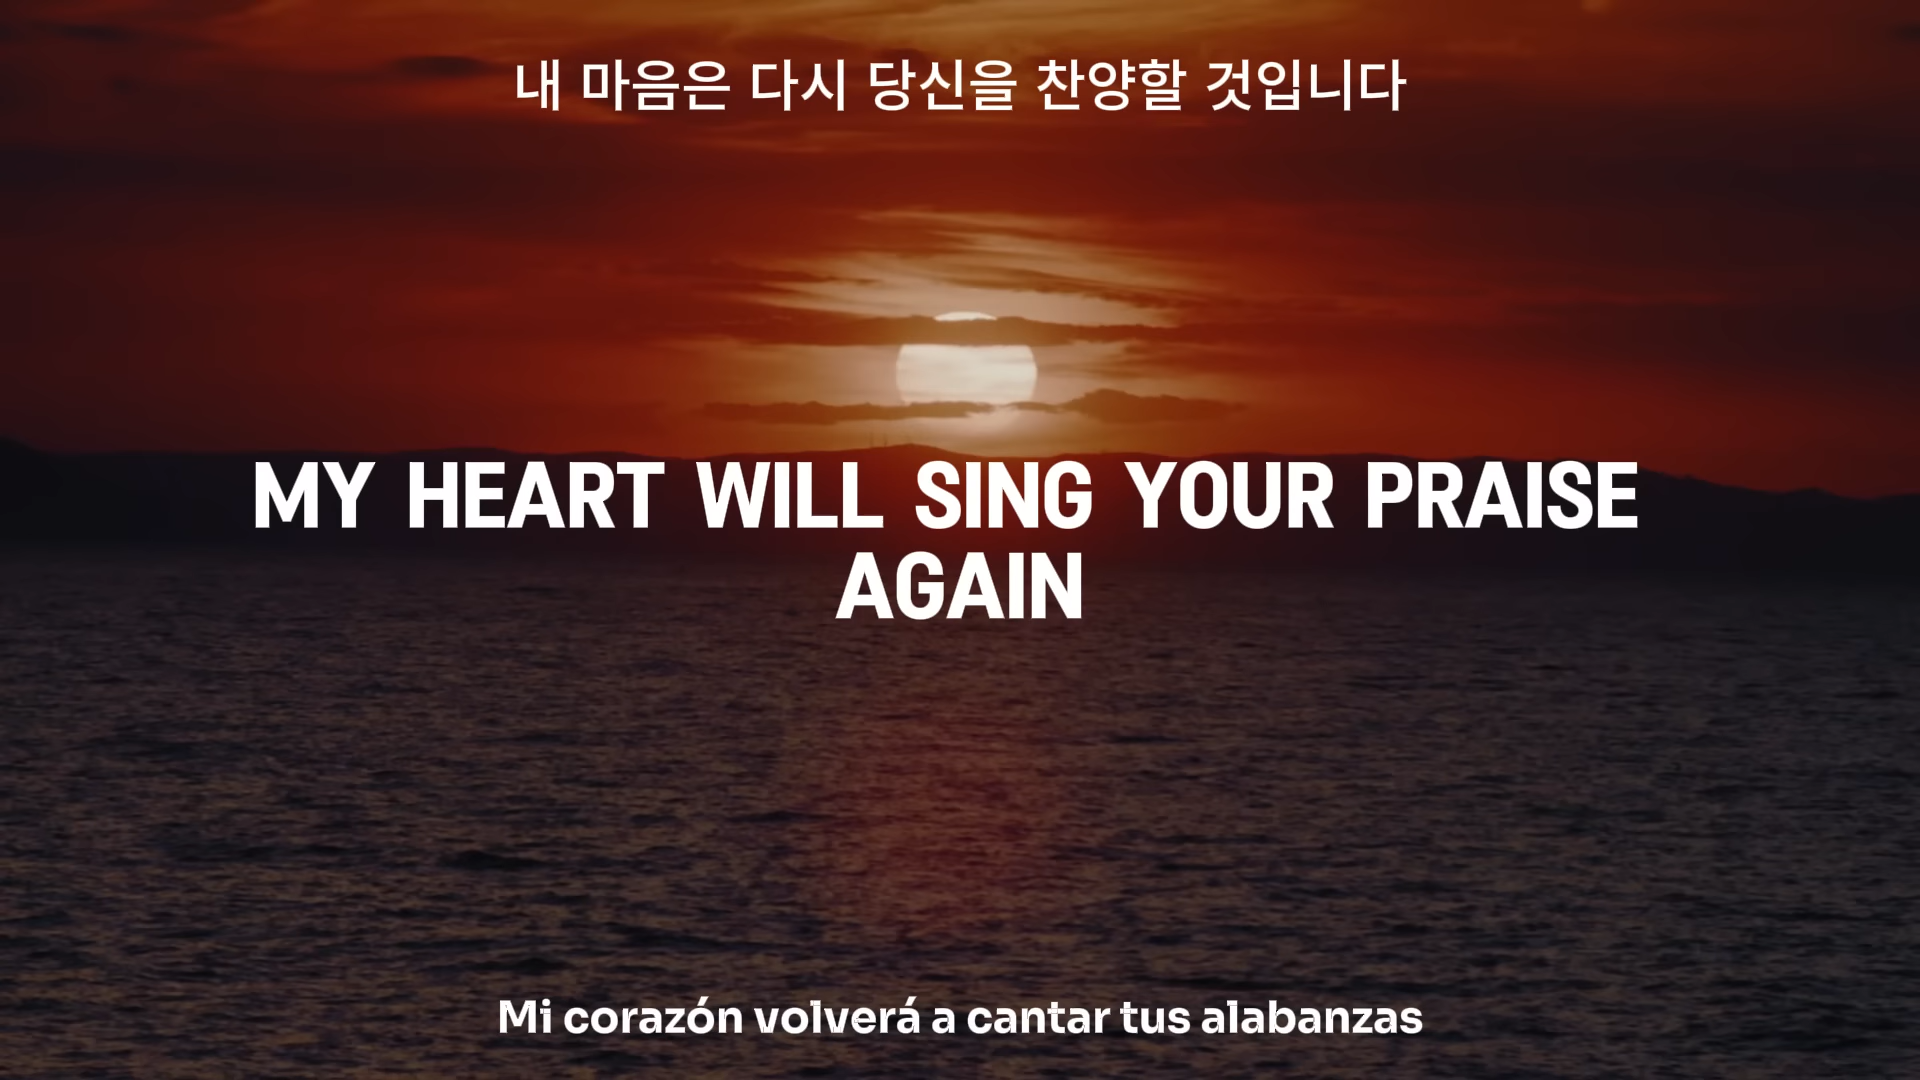 내 마음은 다시 당신을 찬양할 것입니다
MY HEART WILL SING YOUR PRAISE
AGAIN
Mi corazón volverá a cantar tus alabanzas